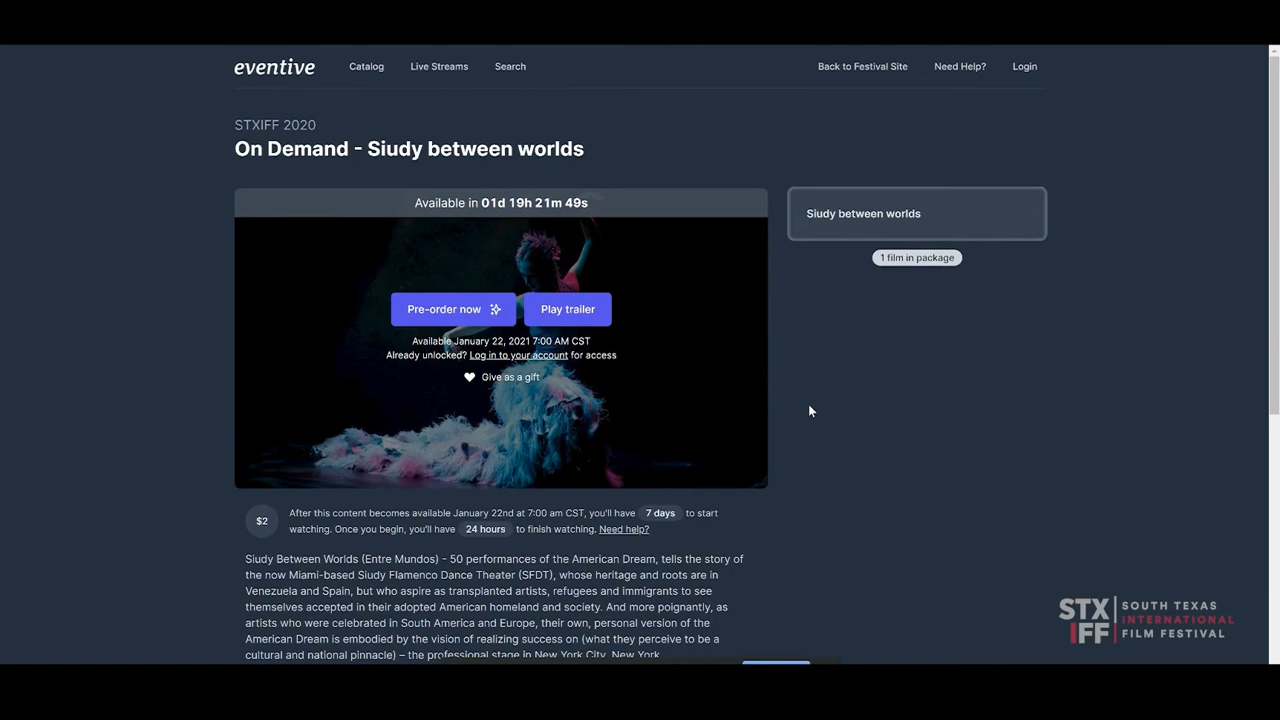 eventive Catalog Live Streams Search Back to Festival Site Need Help? Login
STXIFF 2020
On Demand - Siudy between worlds
Available in 01d 19h 21m 49s
Siudy between worlds
1 film in package
Pre-order now Play trailer
Available January 22, 2021 7:00 AM CST
Already unlocked? Log in to your account for access
Give as a gift
$2
After this content becomes available January 22nd at 7:00 am CST, you'll have 7 days to start
watching. Once you begin, you'll have 24 hours to finish watching. Need help?
Siudy Between Worlds (Entre Mundos) - 50 performances of the American Dream, tells the story of
the now Miami-based Siudy Flamenco Dance Theater (SFDT), whose heritage and roots are in
Venezuela and Spain, but who aspire as transplanted artists, refugees and immigrants to see
themselves accepted in their adopted American homeland and society. And more poignantly, as
artists who were celebrated in South America and Europe, their own, personal version of the
American Dream is embodied by the vision of realizing success on (what they perceive to be a
cultural and national pinnacle) – the professional stage in New York City, New York
STX
IFF
SOUTH TEXAS
INTERNATIONAL
FILM FESTIVAL